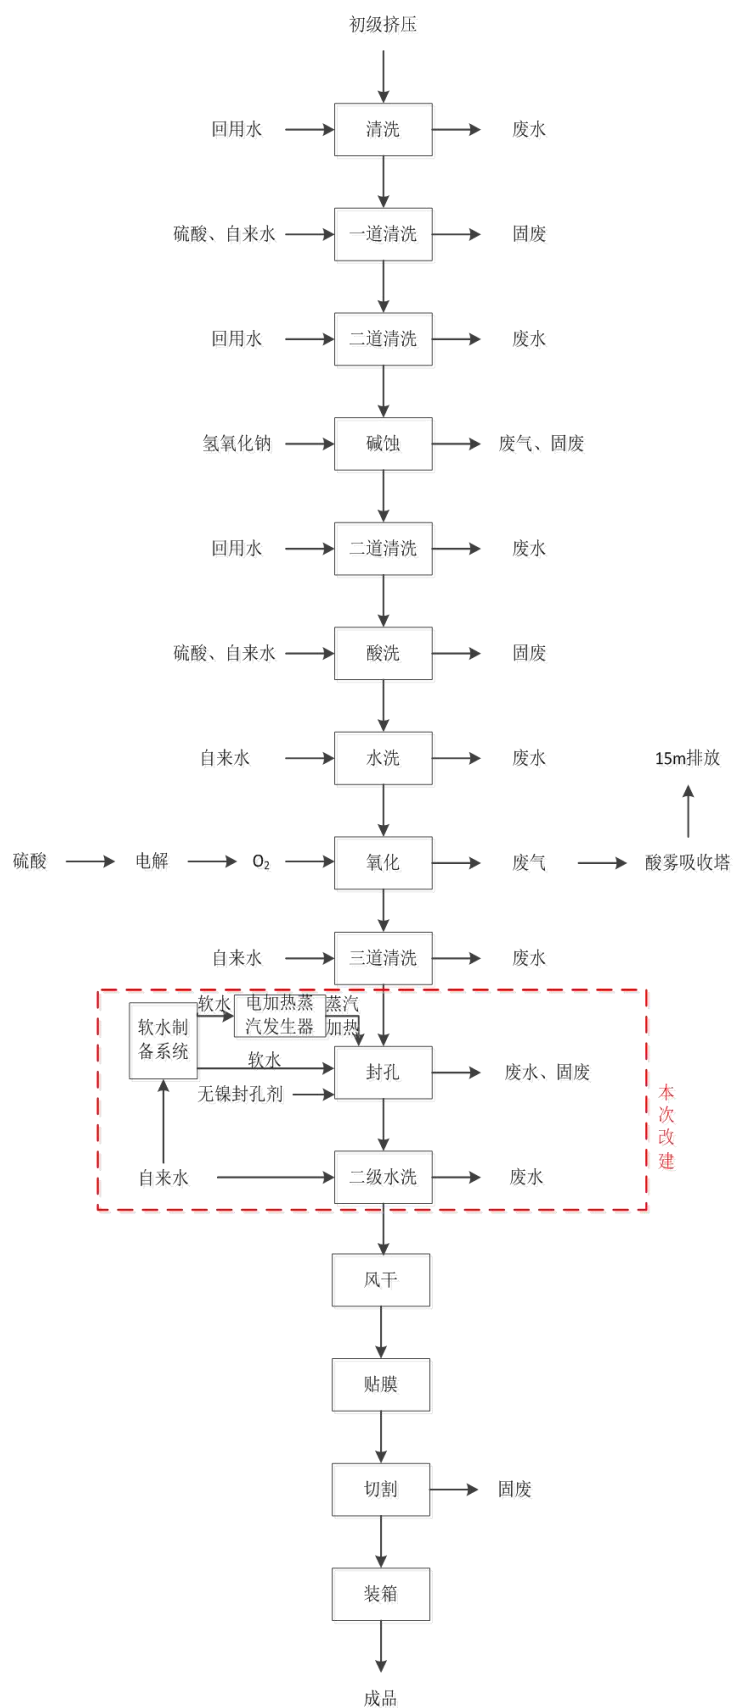 初级挤压
回用水
清洗
废水
硫酸、自来水
一道清洗
固废
回用水
二道清洗
废水
氢氧化钠
碱蚀
废气、固废
回用水
二道清洗
废水
硫酸、自来水
酸洗
固废
自来水
水洗
废水
15m排放
硫酸
电解
O₂
氧化
废气
酸雾吸收塔
自来水
三道清洗
废水
软水制
备系统
软水
电加热蒸
汽发生器
蒸汽
加热
软水
无镍封孔剂
封孔
废水、固废
本
次
改
建
自来水
二级水洗
废水
风干
贴膜
切割
固废
装箱
成品